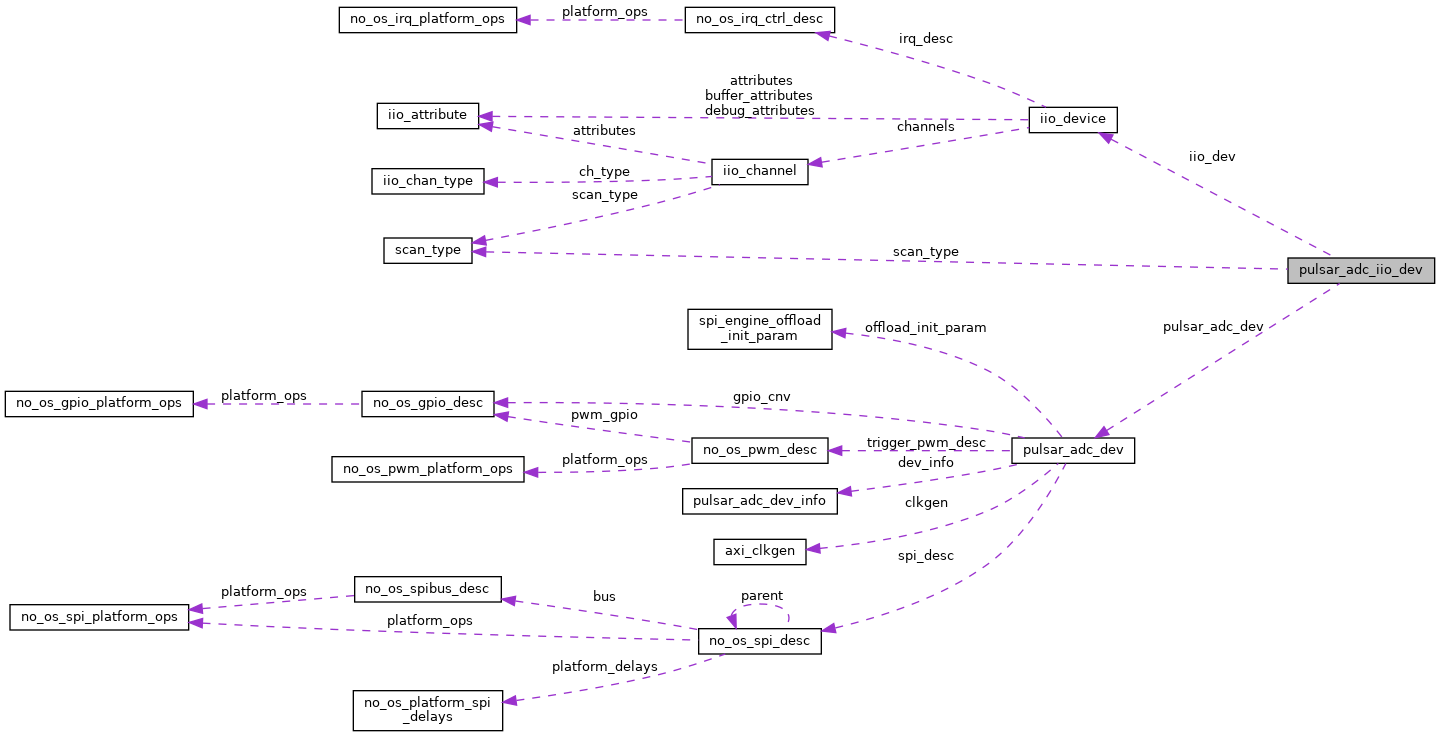 no_os_irq_platform_ops
platform_ops
no_os_irq_ctrl_desc
irq_desc
attributes
buffer_attributes
debug_attributes
iio_attribute
iio_device
attributes
channels
iio_dev
ch_type
iio_channel
iio_chan_type
scan_type
scan_type
scan_type
pulsar_adc_iio_dev
spi_engine_offload
_init_param
offload_init_param
pulsar_adc_dev
no_os_gpio_platform_ops
platform_ops
no_os_gpio_desc
gpio_cnv
pwm_gpio
trigger_pwm_desc
no_os_pwm_desc
pulsar_adc_dev
platform_ops
no_os_pwm_platform_ops
dev_info
pulsar_adc_dev_info
clkgen
axi_clkgen
spi_desc
platform_ops
no_os_spibus_desc
bus
parent
no_os_spi_platform_ops
platform_ops
no_os_spi_desc
platform_delays
no_os_platform_spi
_delays